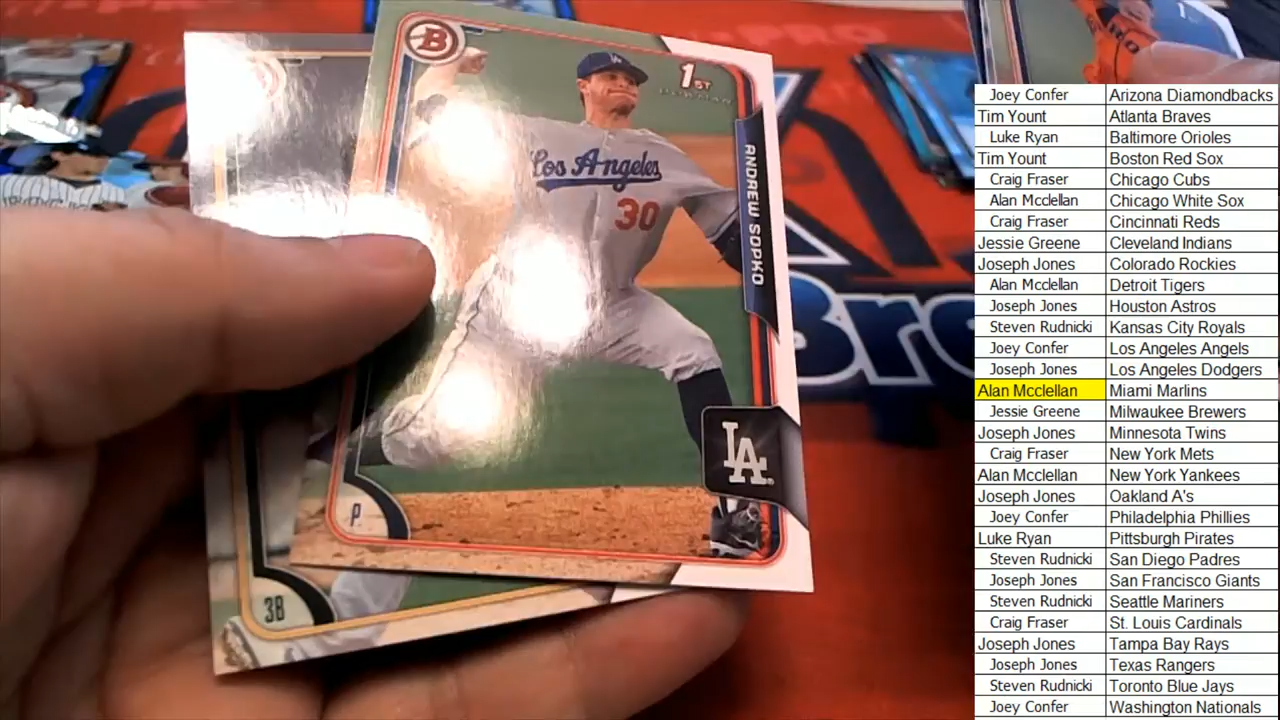 B
1ST
BOWMAN
ANDREW SOPKO
Los Angeles
30
LA
P
3B
Bro
Joey Confer Arizona Diamondbacks
Tim Yount Atlanta Braves
Luke Ryan Baltimore Orioles
Tim Yount Boston Red Sox
Craig Fraser Chicago Cubs
Alan Mcclellan Chicago White Sox
Craig Fraser Cincinnati Reds
Jessie Greene Cleveland Indians
Joseph Jones Colorado Rockies
Alan Mcclellan Detroit Tigers
Joseph Jones Houston Astros
Steven Rudnicki Kansas City Royals
Joey Confer Los Angeles Angels
Joseph Jones Los Angeles Dodgers
Alan Mcclellan Miami Marlins
Jessie Greene Milwaukee Brewers
Joseph Jones Minnesota Twins
Craig Fraser New York Mets
Alan Mcclellan New York Yankees
Joseph Jones Oakland A's
Joey Confer Philadelphia Phillies
Luke Ryan Pittsburgh Pirates
Steven Rudnicki San Diego Padres
Joseph Jones San Francisco Giants
Steven Rudnicki Seattle Mariners
Craig Fraser St. Louis Cardinals
Joseph Jones Tampa Bay Rays
Joseph Jones Texas Rangers
Steven Rudnicki Toronto Blue Jays
Joey Confer Washington Nationals